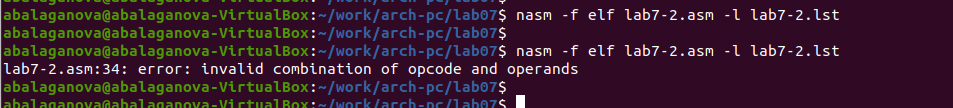 abalaganova@abalaganova-VirtualBox:~/work/arch-pc/lab07$ nasm -f elf lab7-2.asm -l lab7-2.lst
abalaganova@abalaganova-VirtualBox:~/work/arch-pc/lab07$
abalaganova@abalaganova-VirtualBox:~/work/arch-pc/lab07$ nasm -f elf lab7-2.asm -l lab7-2.lst
lab7-2.asm:34: error: invalid combination of opcode and operands
abalaganova@abalaganova-VirtualBox:~/work/arch-pc/lab07$
abalaganova@abalaganova-VirtualBox:~/work/arch-pc/lab07$